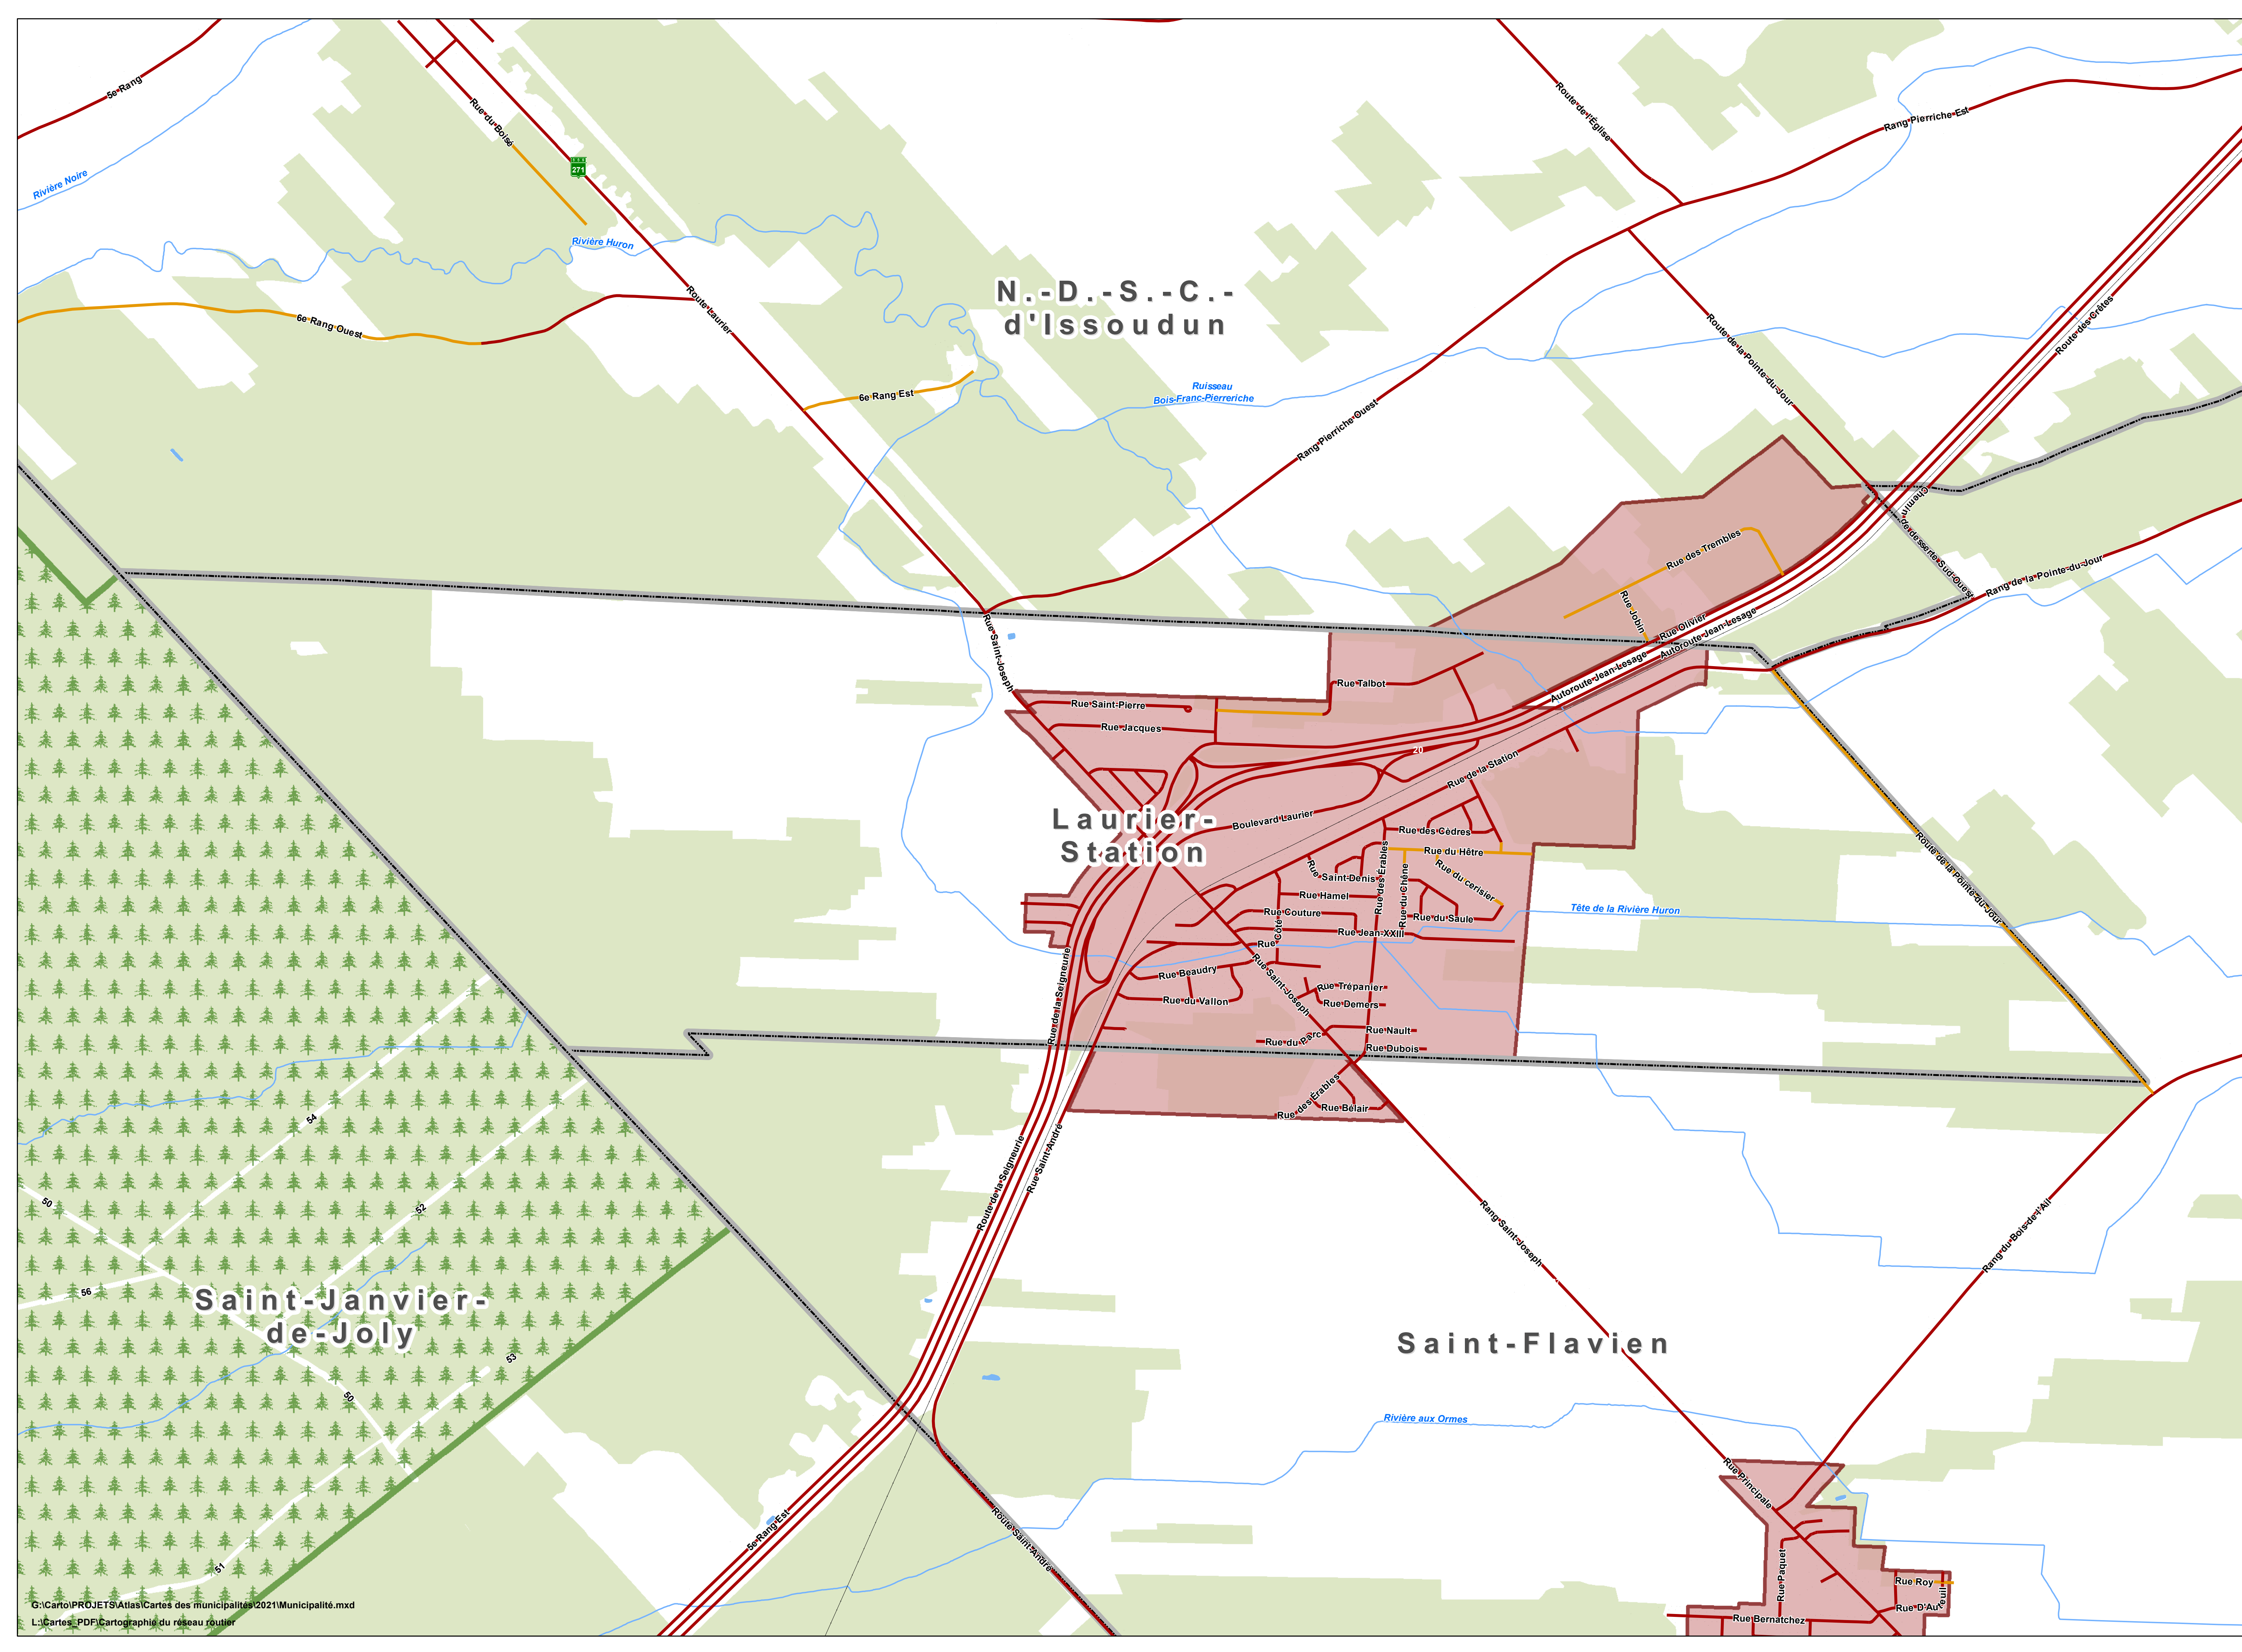 5e Rang
Rivière Noire
Rue du Boisé
271
Rivière Huron
Route Laurier
6e Rang Ouest
6e Rang Est
N.-D.-S.-C.-
d'Issoudun
Ruisseau
Bois-Franc-Pierreriche
Rang Pierriche Ouest
Route de l'Église
Rang Pierriche Est
Route de la Pointe-du-Jour
Route des Crêtes
Chemin
de desserte Sud-Ouest
Rang de la Pointe-du-Jour
Rue des Trembles
Rue Jobin
Rue Olivier
Autoroute Jean-Lesage
Autoroute Jean-Lesage
Rue Saint-Joseph
Rue Talbot
Rue Saint-Pierre
Rue Jacques
20
Rue de la Station
Laurier-
Station
Boulevard Laurier
Rue des Cèdres
Rue du Hêtre
Rue des Érables
Rue du Chêne
Rue du cerisier
Rue
Saint-Denis
Rue Hamel
Rue Couture
Rue du Saule
Rue Jean-XXIII
Rue
Côté
Rue Beaudry
Rue du Vallon
Rue Saint-Joseph
Rue Trépanier
Rue Demers
Rue Nault
Rue du Parc
Rue Dubois
Rue des Érables
Rue Bélair
Tête de la Rivière Huron
Route de la Pointe-du-Jour
Rue de la Seigneurie
Route de la Seigneurie
Rue Saint-André
Rang Saint-Joseph
Rang du Bois-de-l'Ail
54
52
50
56
53
50
51
Saint-Janvier-
de-Joly
Saint-Flavien
Rivière aux Ormes
5e Rang Est
Route Saint-André
Rue Principale
Rue Paquet
Rue Roy
Rue D'Au
teuil
Rue Bernatchez
G:\Carto\PROJETS\Atlas\Cartes des municipalités\2021\Municipalité.mxd
L:\Cartes_PDF\Cartographie du réseau routier